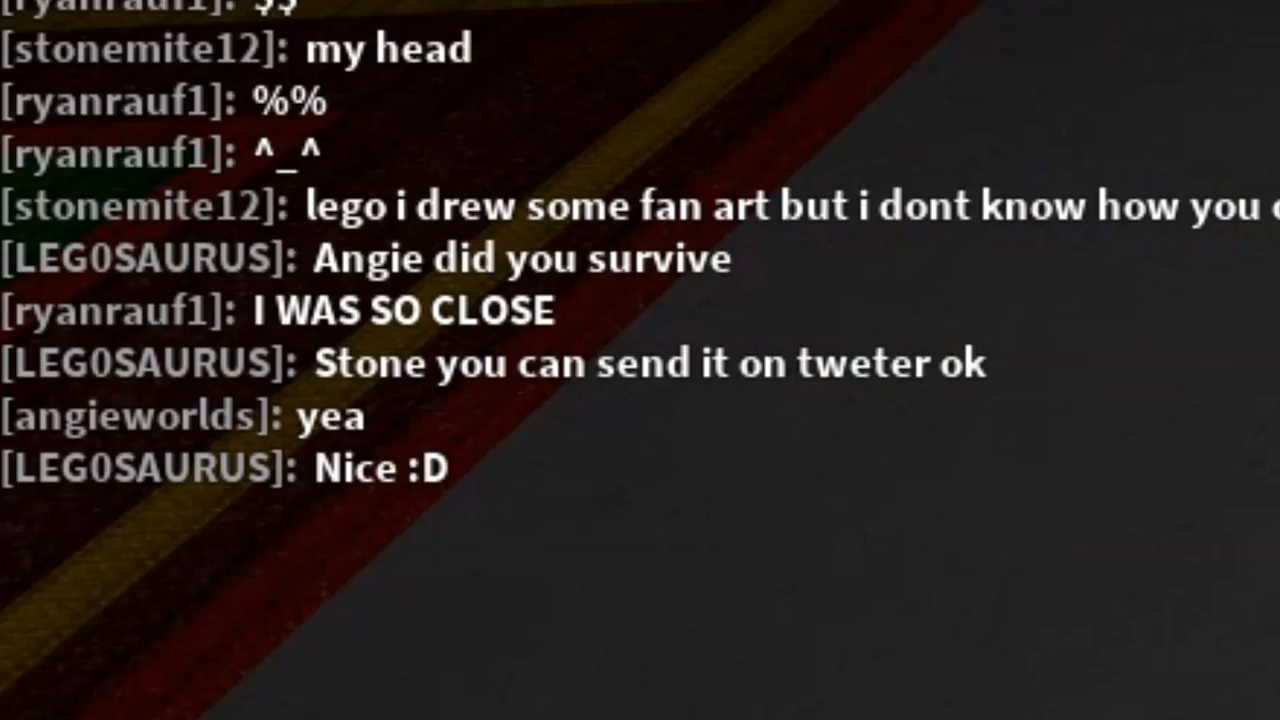 [ryanrauf1]: $$
[stonemite12]: my head
[ryanrauf1]: %%
[ryanrauf1]: ^_^
[stonemite12]: lego i drew some fan art but i dont know how you
[LEG0SAURUS]: Angie did you survive
[ryanrauf1]: I WAS SO CLOSE
[LEG0SAURUS]: Stone you can send it on tweter ok
[angieworlds]: yea
[LEG0SAURUS]: Nice :D